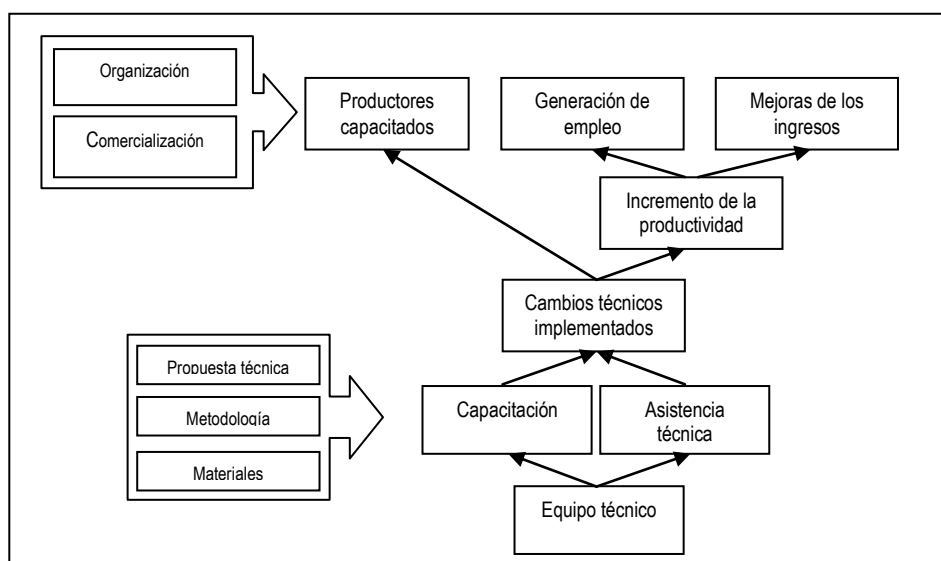 Organización
Comercialización
Productores
capacitados
Generación de
empleo
Mejoras de los
ingresos
Incremento de la
productividad
Cambios técnicos
implementados
Propuesta técnica
Metodología
Materiales
Capacitación
Asistencia
técnica
Equipo técnico